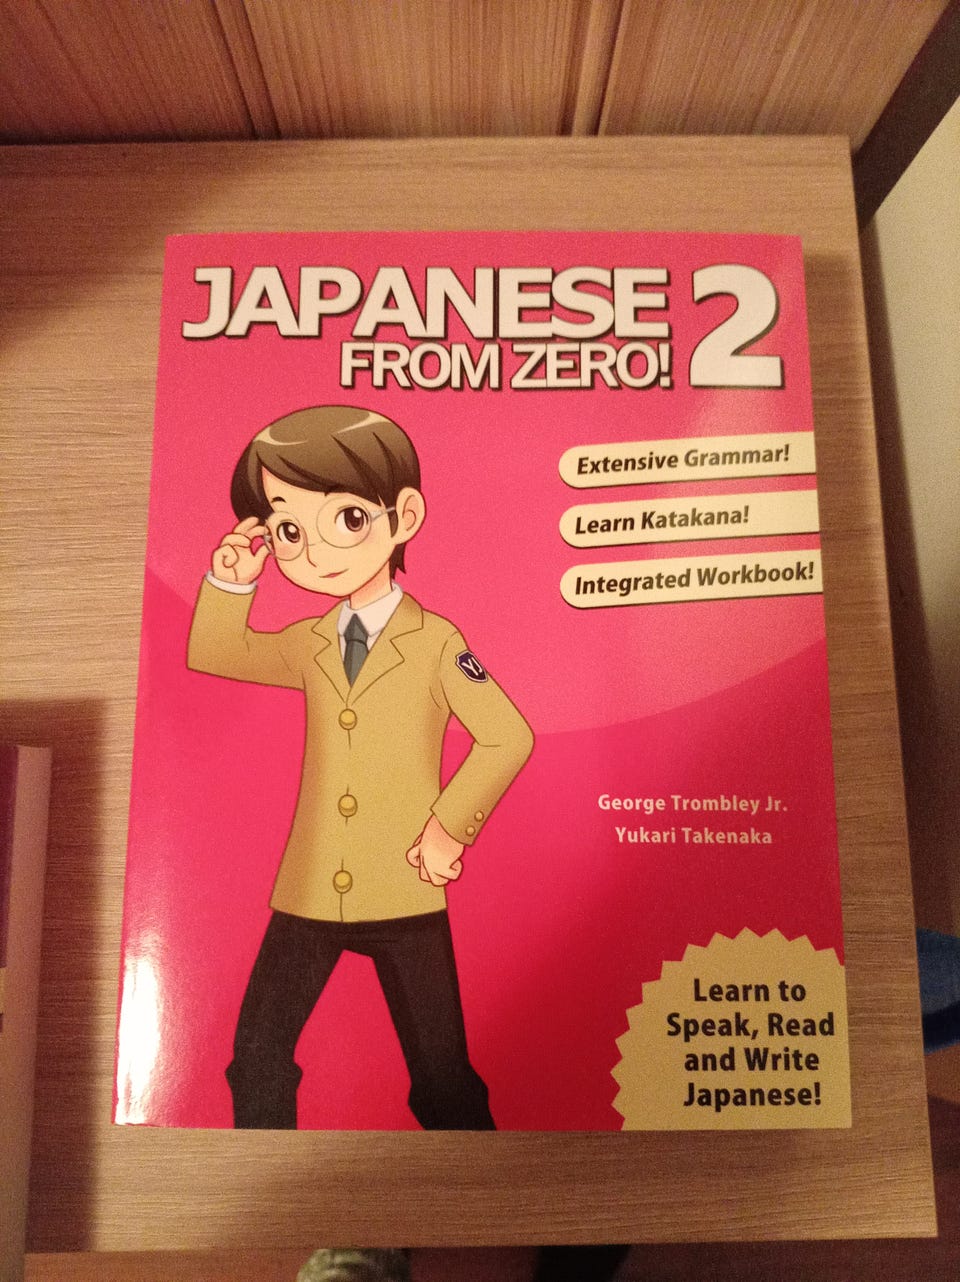 JAPANESE 2
FROM ZERO!
Extensive Grammar!
Learn Katakana!
Integrated Workbook!
YJ
George Trombley Jr.
Yukari Takenaka
Learn to
Speak, Read
and Write
Japanese!